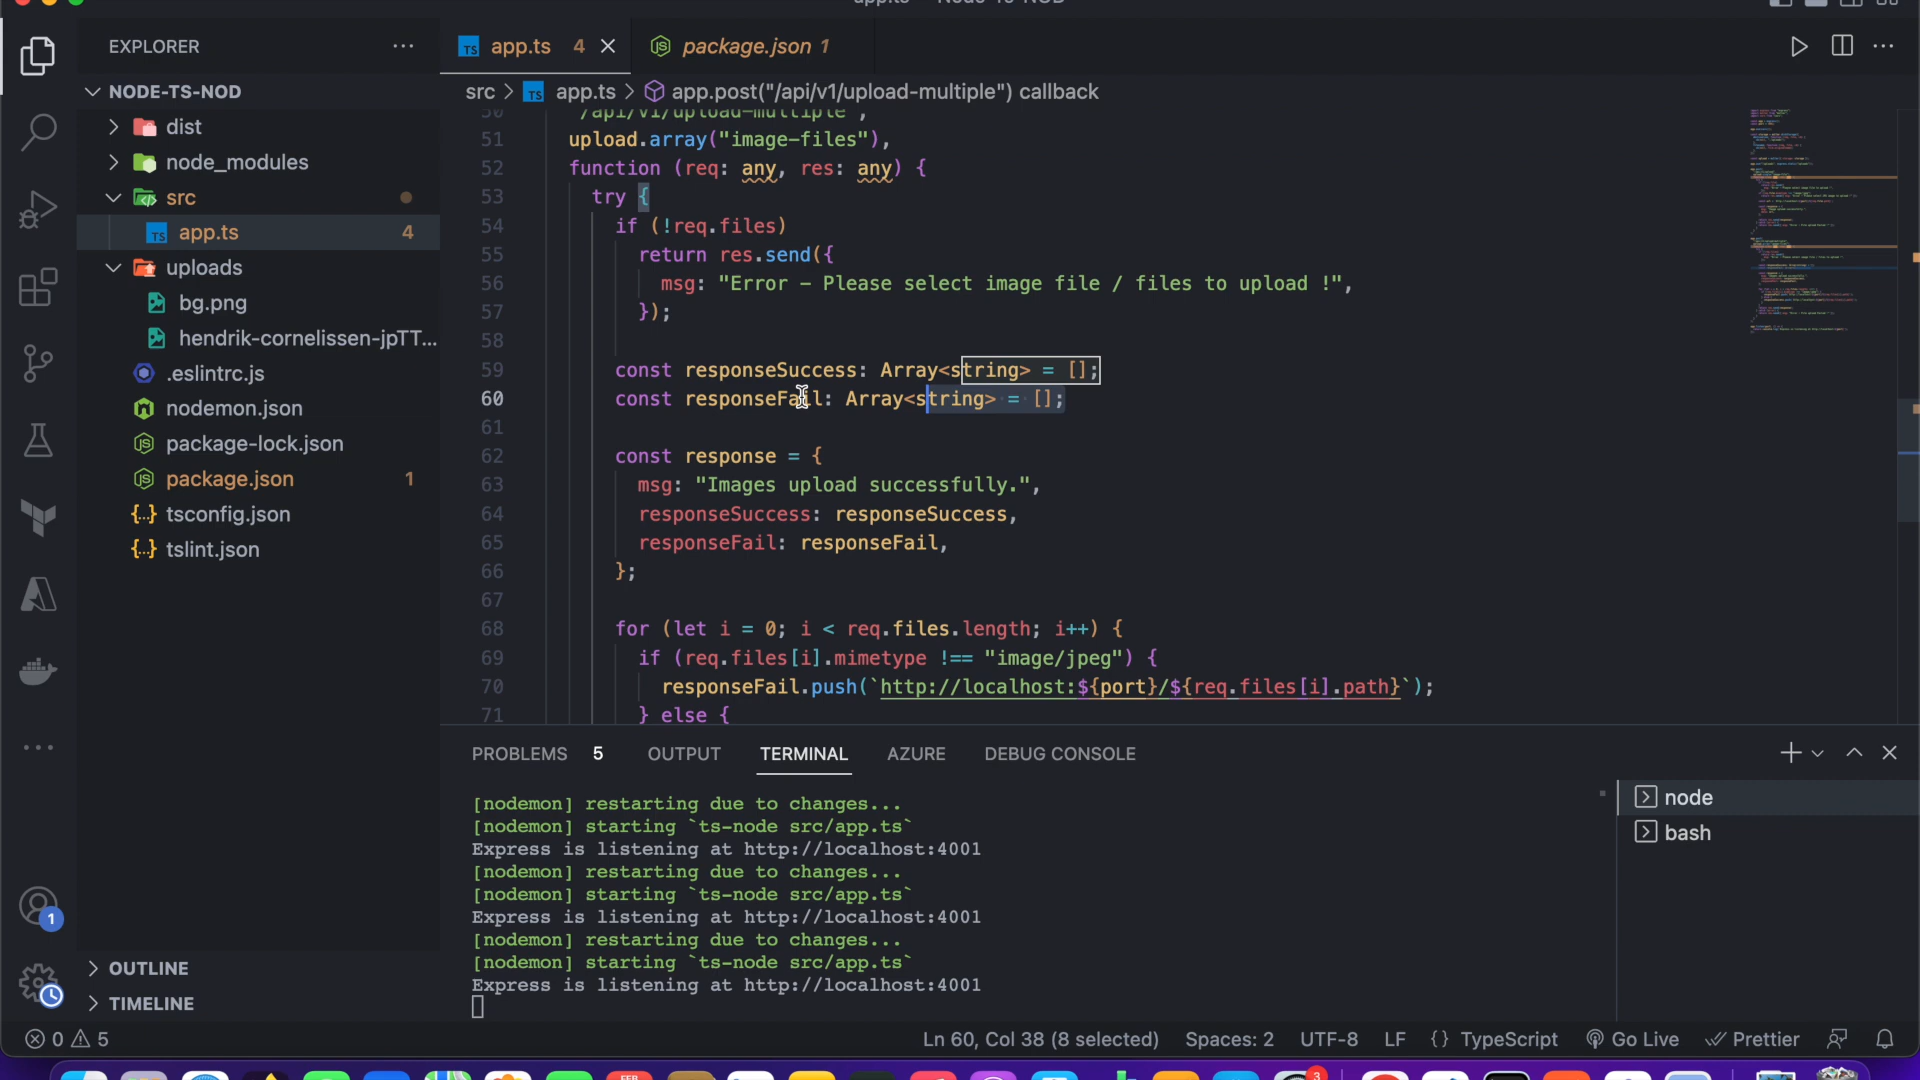 EXPLORER
NODE-TS-NOD
dist
node_modules
src
app.ts 4
uploads
bg.png
hendrik-cornelissen-jpTT...
.eslintrc.js
nodemon.json
package-lock.json
package.json 1
tsconfig.json
tslint.json
OUTLINE
TIMELINE
1
app.ts 4
package.json 1
src > app.ts > app.post("/api/v1/upload-multiple") callback
50 "/api/v1/upload-multiple",
51 upload.array("image-files"),
52 function (req: any, res: any) {
53 try {
54 if (!req.files)
55 return res.send({
56 msg: "Error - Please select image file / files to upload !",
57 });
58
59 const responseSuccess: Array<string> = [];
60 const responseFail: Array<string> = [];
61
62 const response = {
63 msg: "Images upload successfully.",
64 responseSuccess: responseSuccess,
65 responseFail: responseFail,
66 };
67
68 for (let i = 0; i < req.files.length; i++) {
69 if (req.files[i].mimetype !== "image/jpeg") {
70 responseFail.push(`http://localhost:${port}/${req.files[i].path}`);
71 } else {
PROBLEMS 5 OUTPUT TERMINAL AZURE DEBUG CONSOLE
[nodemon] restarting due to changes...
[nodemon] starting `ts-node src/app.ts`
Express is listening at http://localhost:4001
[nodemon] restarting due to changes...
[nodemon] starting `ts-node src/app.ts`
Express is listening at http://localhost:4001
[nodemon] restarting due to changes...
[nodemon] starting `ts-node src/app.ts`
Express is listening at http://localhost:4001
node
bash
0 5 Ln 60, Col 38 (8 selected) Spaces: 2 UTF-8 LF {} TypeScript Go Live Prettier
FEB
3